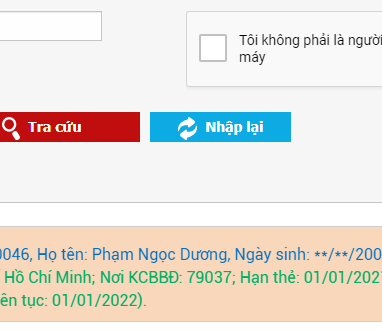 Tôi không phải là người
máy
Tra cứu
Nhập lại
0046, Họ tên: Phạm Ngọc Dương, Ngày sinh: **/**/200
Hồ Chí Minh; Nơi KCBBĐ: 79037; Hạn thẻ: 01/01/202
ên tục: 01/01/2022).